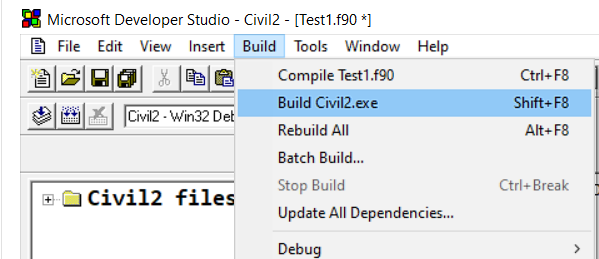 Microsoft Developer Studio - Civil2 - [Test1.f90 *]
File Edit View Insert Build Tools Window Help
Compile Test1.f90 Ctrl+F8
Build Civil2.exe Shift+F8
Civil2 - Win32 Deb
Rebuild All Alt+F8
Batch Build...
Stop Build Ctrl+Break
Civil2 files
Update All Dependencies...
Debug